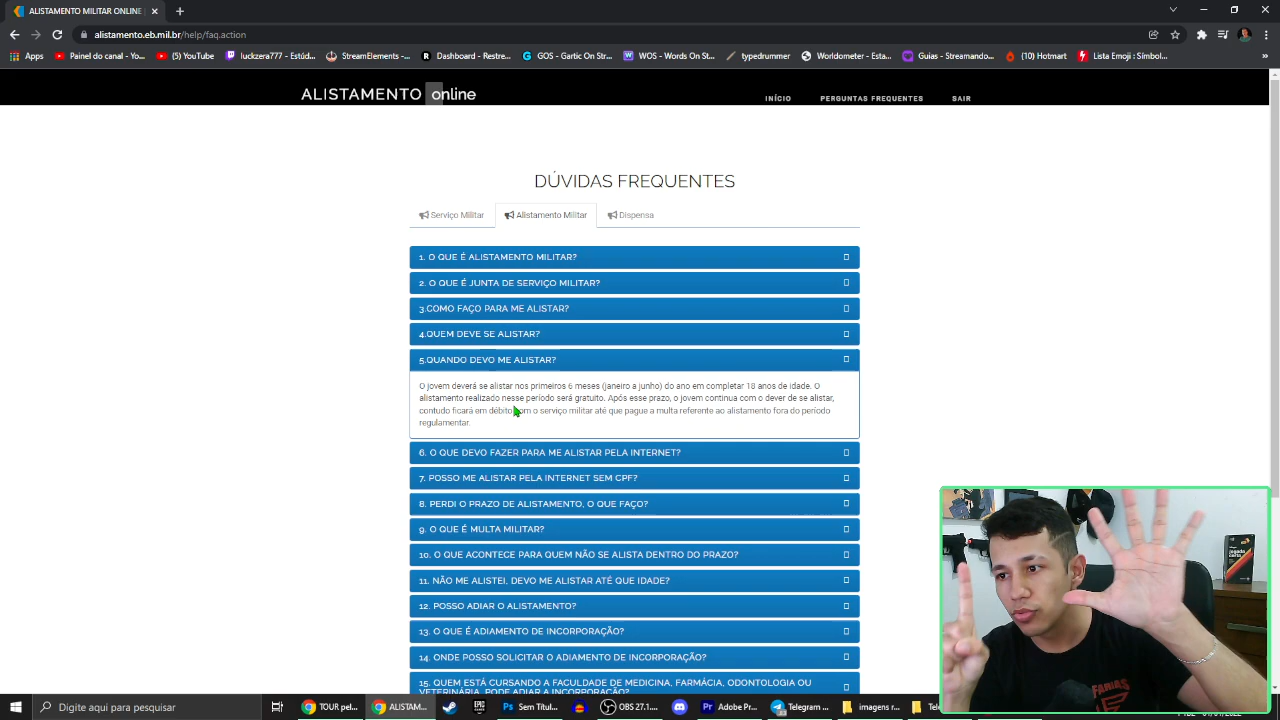 ALISTAMENTO MILITAR ONLINE
alistamento.eb.mil.br/help/faq.action
Apps
Painel do canal - Y...
(5) YouTube
luckzera777 - Estúd...
StreamElements -...
Dashboard - Restre...
GOS - Gartic On St...
WOS - Words On St...
typedrummer
Worldometer - Every...
Guias - Streamando...
(10) Hotmart
Lista Emoji : Símbol...
»
ALISTAMENTO online
INÍCIO
PERGUNTAS FREQUENTES
SAIR
DÚVIDAS FREQUENTES
Serviço Militar
Alistamento Militar
Dispensa
1. O QUE É ALISTAMENTO MILITAR?
2. O QUE É JUNTA DE SERVIÇO MILITAR?
3.COMO FAÇO PARA ME ALISTAR?
4.QUEM DEVE SE ALISTAR?
5.QUANDO DEVO ME ALISTAR?
O jovem deverá se alistar nos primeiros 6 meses (janeiro a junho) do ano em completar 18 anos de idade. O
alistamento realizado nesse período será gratuito. Após esse prazo, o jovem continua com o dever de se alistar,
contudo ficará em débito com o serviço militar até que pague a multa referente ao alistamento fora do período
regulamentar.
6. O QUE DEVO FAZER PARA ME ALISTAR PELA INTERNET?
7. POSSO ME ALISTAR PELA INTERNET SEM CPF?
8. PERDI O PRAZO DE ALISTAMENTO, O QUE FAÇO?
9. O QUE É MULTA MILITAR?
10. O QUE ACONTECE PARA QUEM NÃO SE ALISTA DENTRO DO PRAZO?
11. NÃO ME ALISTEI, DEVO ME ALISTAR ATÉ QUE IDADE?
12. POSSO ADIAR O ALISTAMENTO?
13. O QUE É ADIAMENTO DE INCORPORAÇÃO?
14. ONDE POSSO SOLICITAR O ADIAMENTO DE INCORPORAÇÃO?
15. QUEM ESTÁ CURSANDO A FACULDADE DE MEDICINA, FARMÁCIA, ODONTOLOGIA OU
VETERINÁRIA, PODE ADIAR A INCORPORAÇÃO?
jogada
certa
Digite aqui para pesquisar
TOUR pel...
ALISTAM...
Sem Títul...
OBS 27.1....
Adobe Pr...
Telegram ...
imagens r...